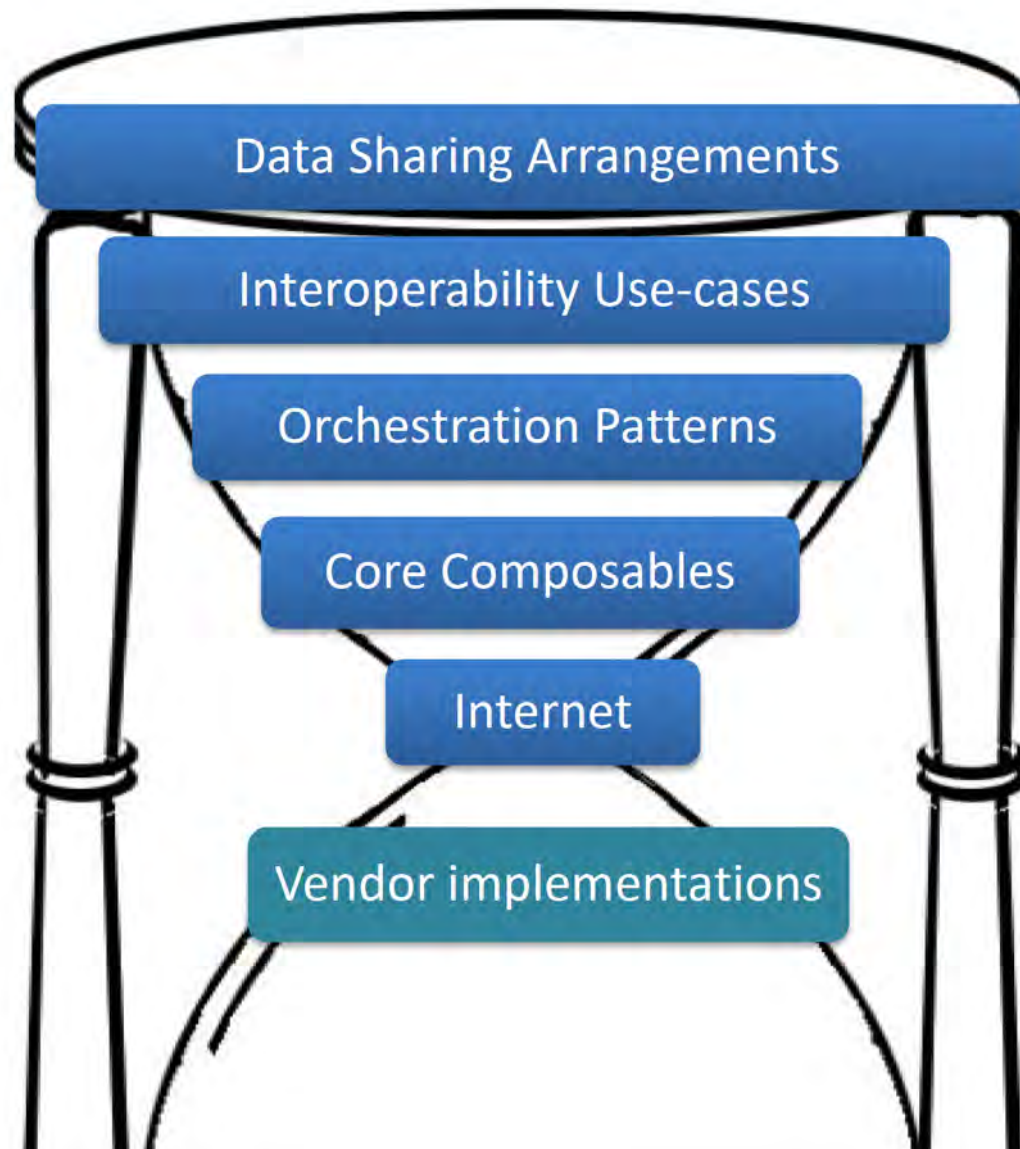 Data Sharing Arrangements
Interoperability Use-cases
Orchestration Patterns
Core Composables
Internet
Vendor implementations